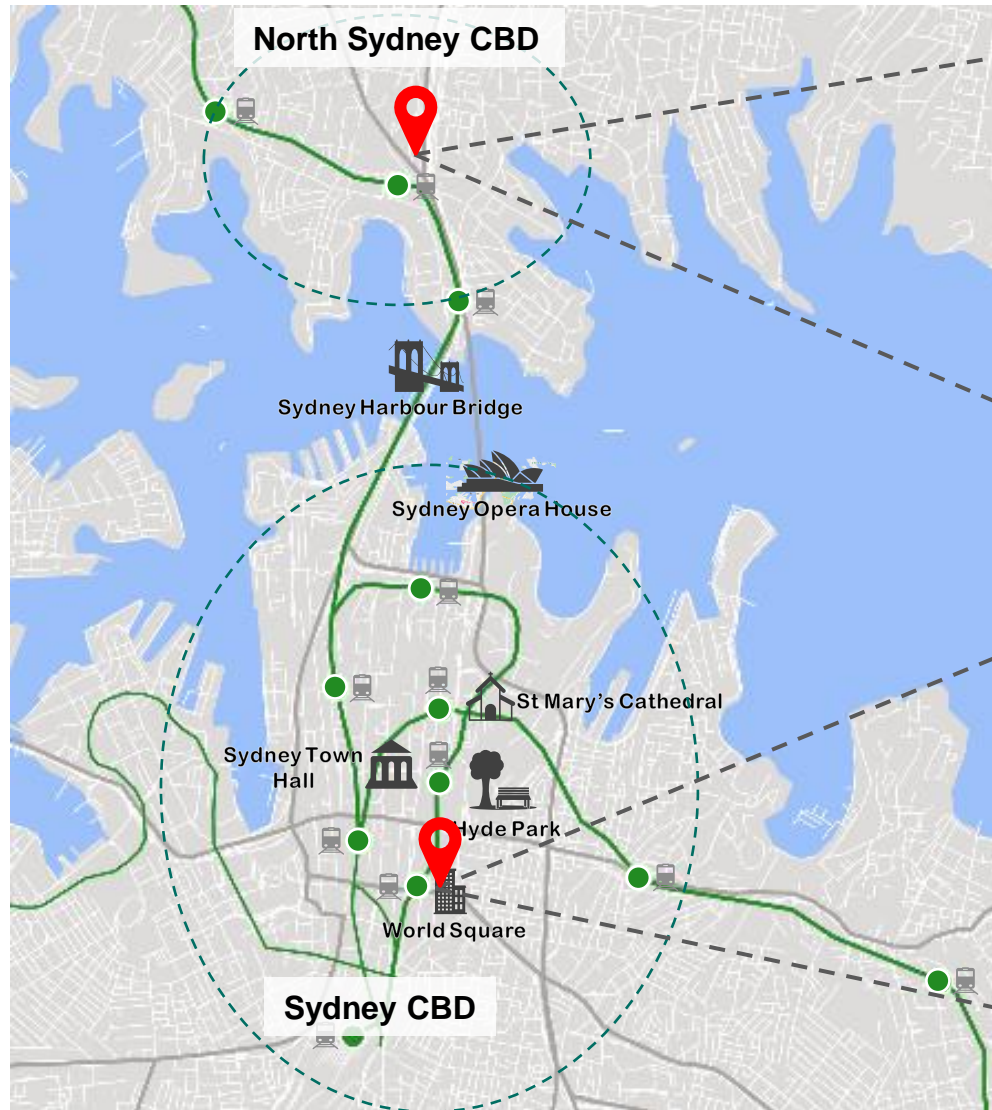 North Sydney CBD
Sydney Harbour Bridge
Sydney Opera House
St Mary's Cathedral
Sydney Town
Hall
Hyde Park
World Square
Sydney CBD